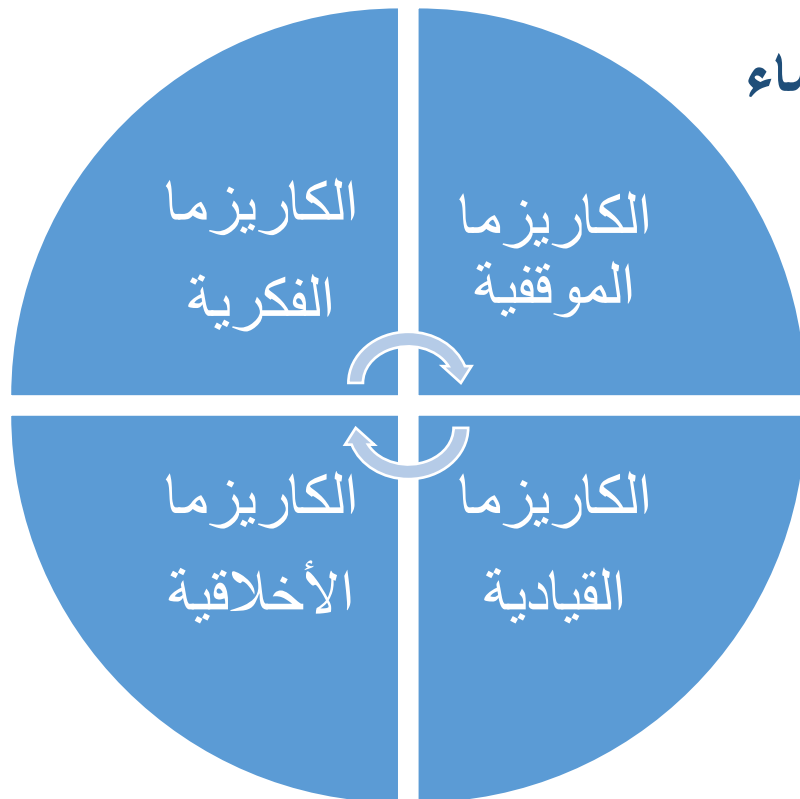 الكاريزما
الموقفية
الكاريزما
الفكرية
الكاريزما
القيادية
الكاريزما
الأخلاقية